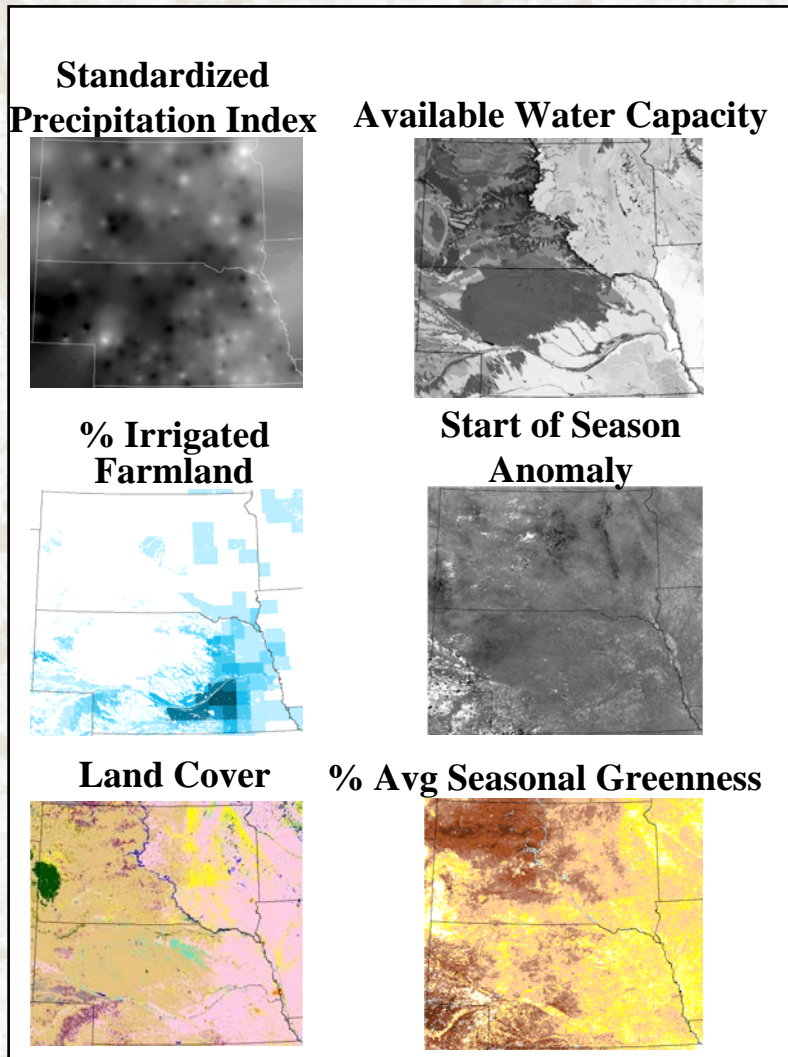 Standardized
Precipitation Index
Available Water Capacity
% Irrigated
Farmland
Start of Season
Anomaly
Land Cover
% Avg Seasonal Greenness